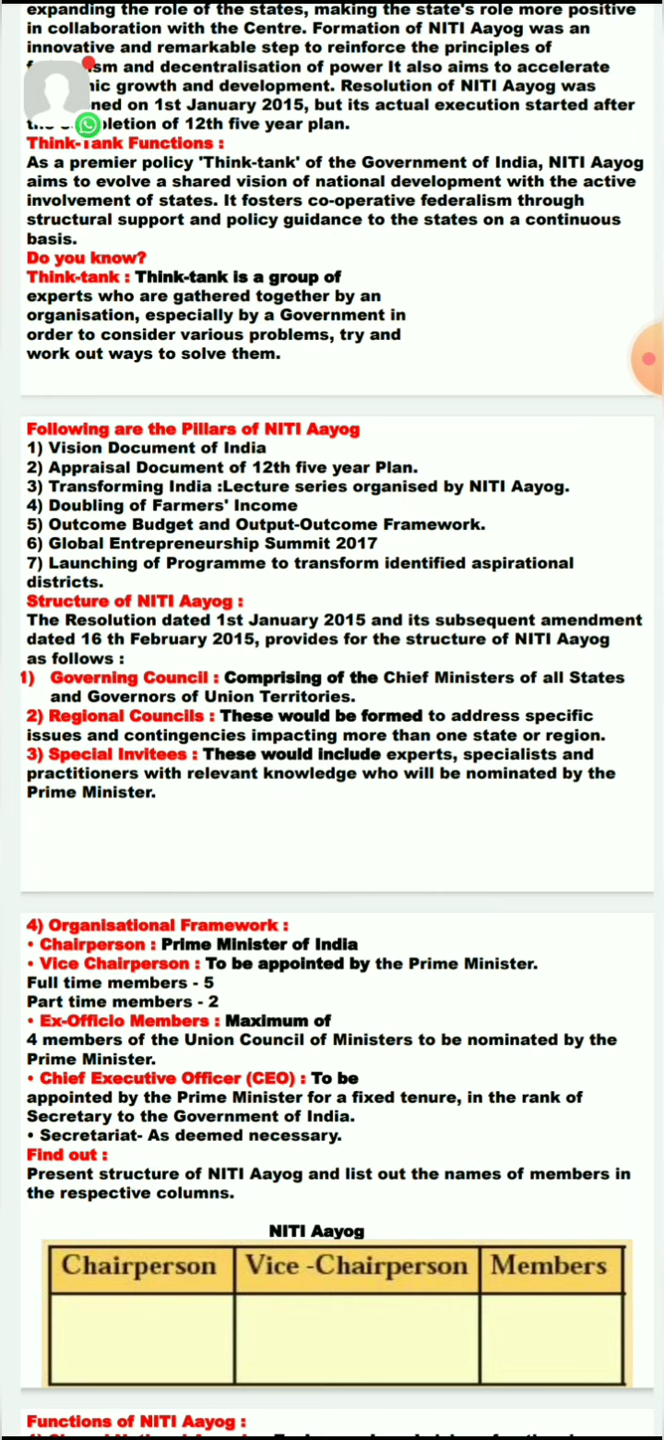 expanding the role of the states, making the state's role more positive
in collaboration with the Centre. Formation of NITI Aayog was an
innovative and remarkable step to reinforce the principles of
and decentralisation of power It also aims to accelerate
growth and development. Resolution of NITI Aayog was
on 1st January 2015, but its actual execution started after
of 12th five year plan.
Think-Tank Functions :
As a premier policy 'Think-tank' of the Government of India, NITI Aayog
aims to evolve a shared vision of national development with the active
involvement of states. It fosters co-operative federalism through
structural support and policy guidance to the states on a continuous
basis.
Do you know?
Think-tank : Think-tank is a group of
experts who are gathered together by an
organisation, especially by a Government in
order to consider various problems, try and
work out ways to solve them.
Following are the Pillars of NITI Aayog
1) Vision Document of India
2) Appraisal Document of 12th five year Plan.
3) Transforming India :Lecture series organised by NITI Aayog.
4) Doubling of Farmers' Income
5) Outcome Budget and Output-Outcome Framework.
6) Global Entrepreneurship Summit 2017
7) Launching of Programme to transform identified aspirational
districts.
Structure of NITI Aayog :
The Resolution dated 1st January 2015 and its subsequent amendment
dated 16 th February 2015, provides for the structure of NITI Aayog
as follows :
1) Governing Council : Comprising of the Chief Ministers of all States
and Governors of Union Territories.
2) Regional Councils : These would be formed to address specific
issues and contingencies impacting more than one state or region.
3) Special Invitees : These would include experts, specialists and
practitioners with relevant knowledge who will be nominated by the
Prime Minister.
4) Organisational Framework :
• Chairperson : Prime Minister of India
• Vice Chairperson : To be appointed by the Prime Minister.
Full time members - 5
Part time members - 2
• Ex-Officio Members : Maximum of
4 members of the Union Council of Ministers to be nominated by the
Prime Minister.
• Chief Executive Officer (CEO) : To be
appointed by the Prime Minister for a fixed tenure, in the rank of
Secretary to the Government of India.
• Secretariat- As deemed necessary.
Find out :
Present structure of NITI Aayog and list out the names of members in
the respective columns.
NITI Aayog
Chairperson Vice -Chairperson Members
Functions of NITI Aayog :